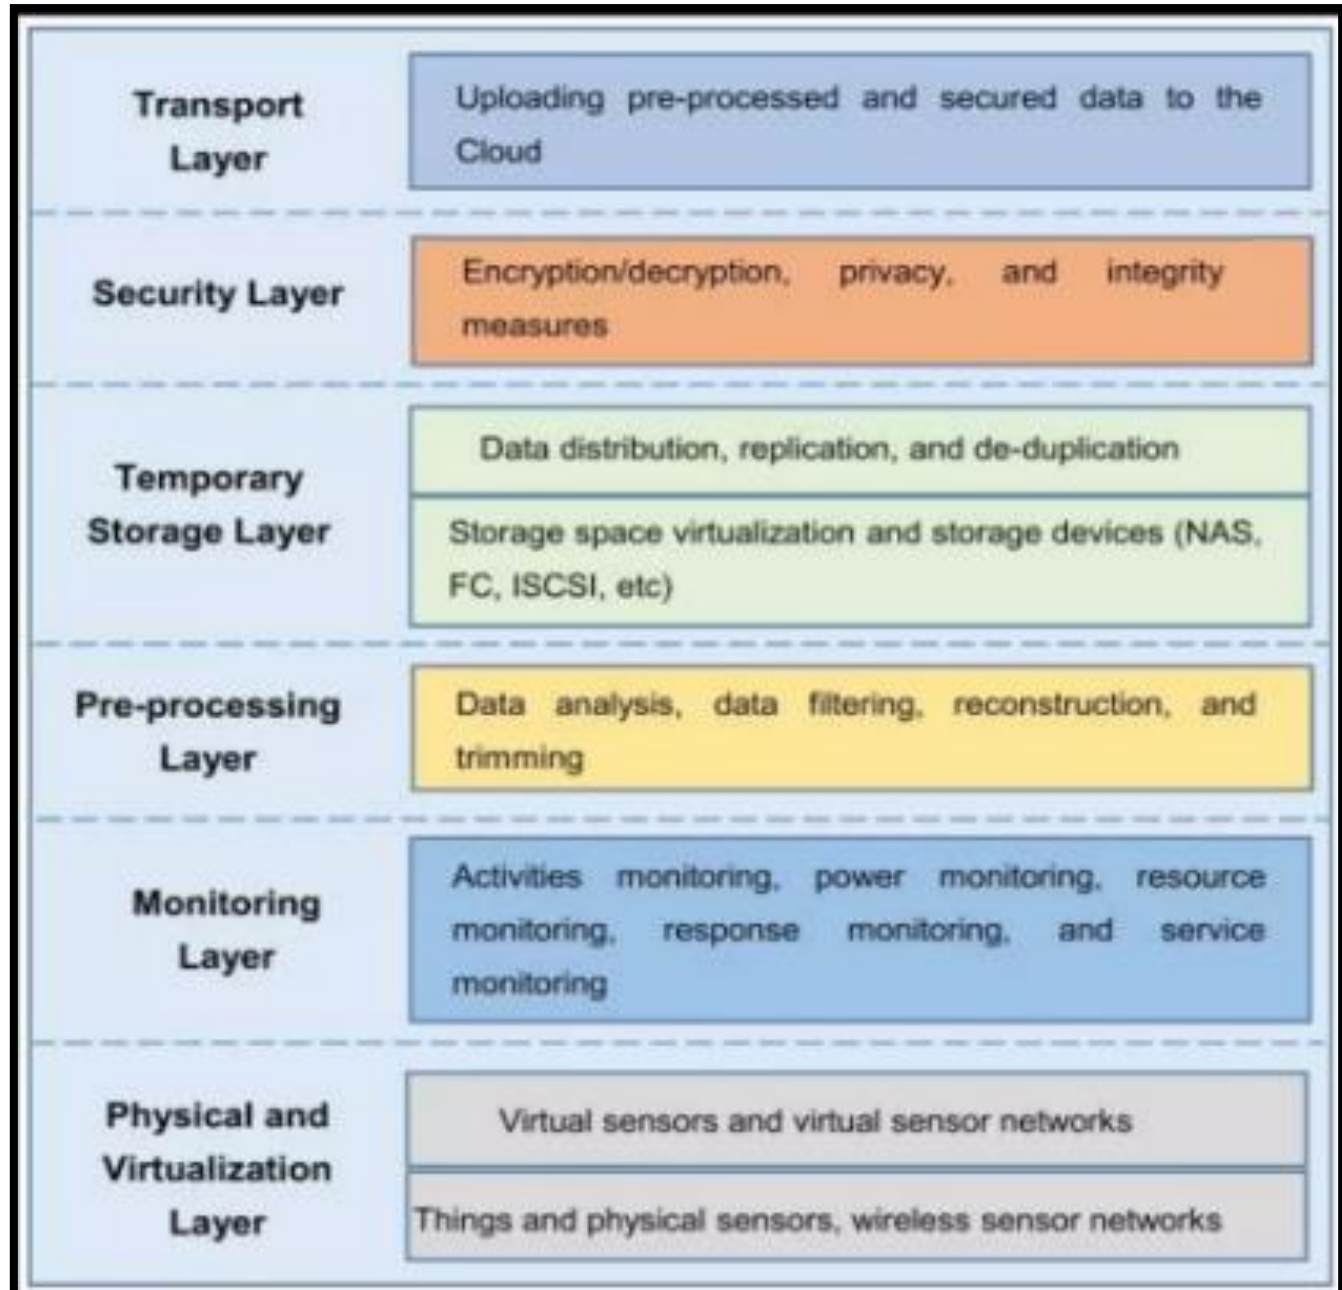 Transport
Layer
Uploading pre-processed and secured data to the
Cloud
Security Layer
Encryption/decryption, privacy, and integrity
measures
Temporary
Storage Layer
Data distribution, replication, and de-duplication
Storage space virtualization and storage devices (NAS,
FC, ISCSI, etc)
Pre-processing
Layer
Data analysis, data filtering, reconstruction, and
trimming
Monitoring
Layer
Activities monitoring, power monitoring, resource
monitoring, response monitoring, and service
monitoring
Physical and
Virtualization
Layer
Virtual sensors and virtual sensor networks
Things and physical sensors, wireless sensor networks